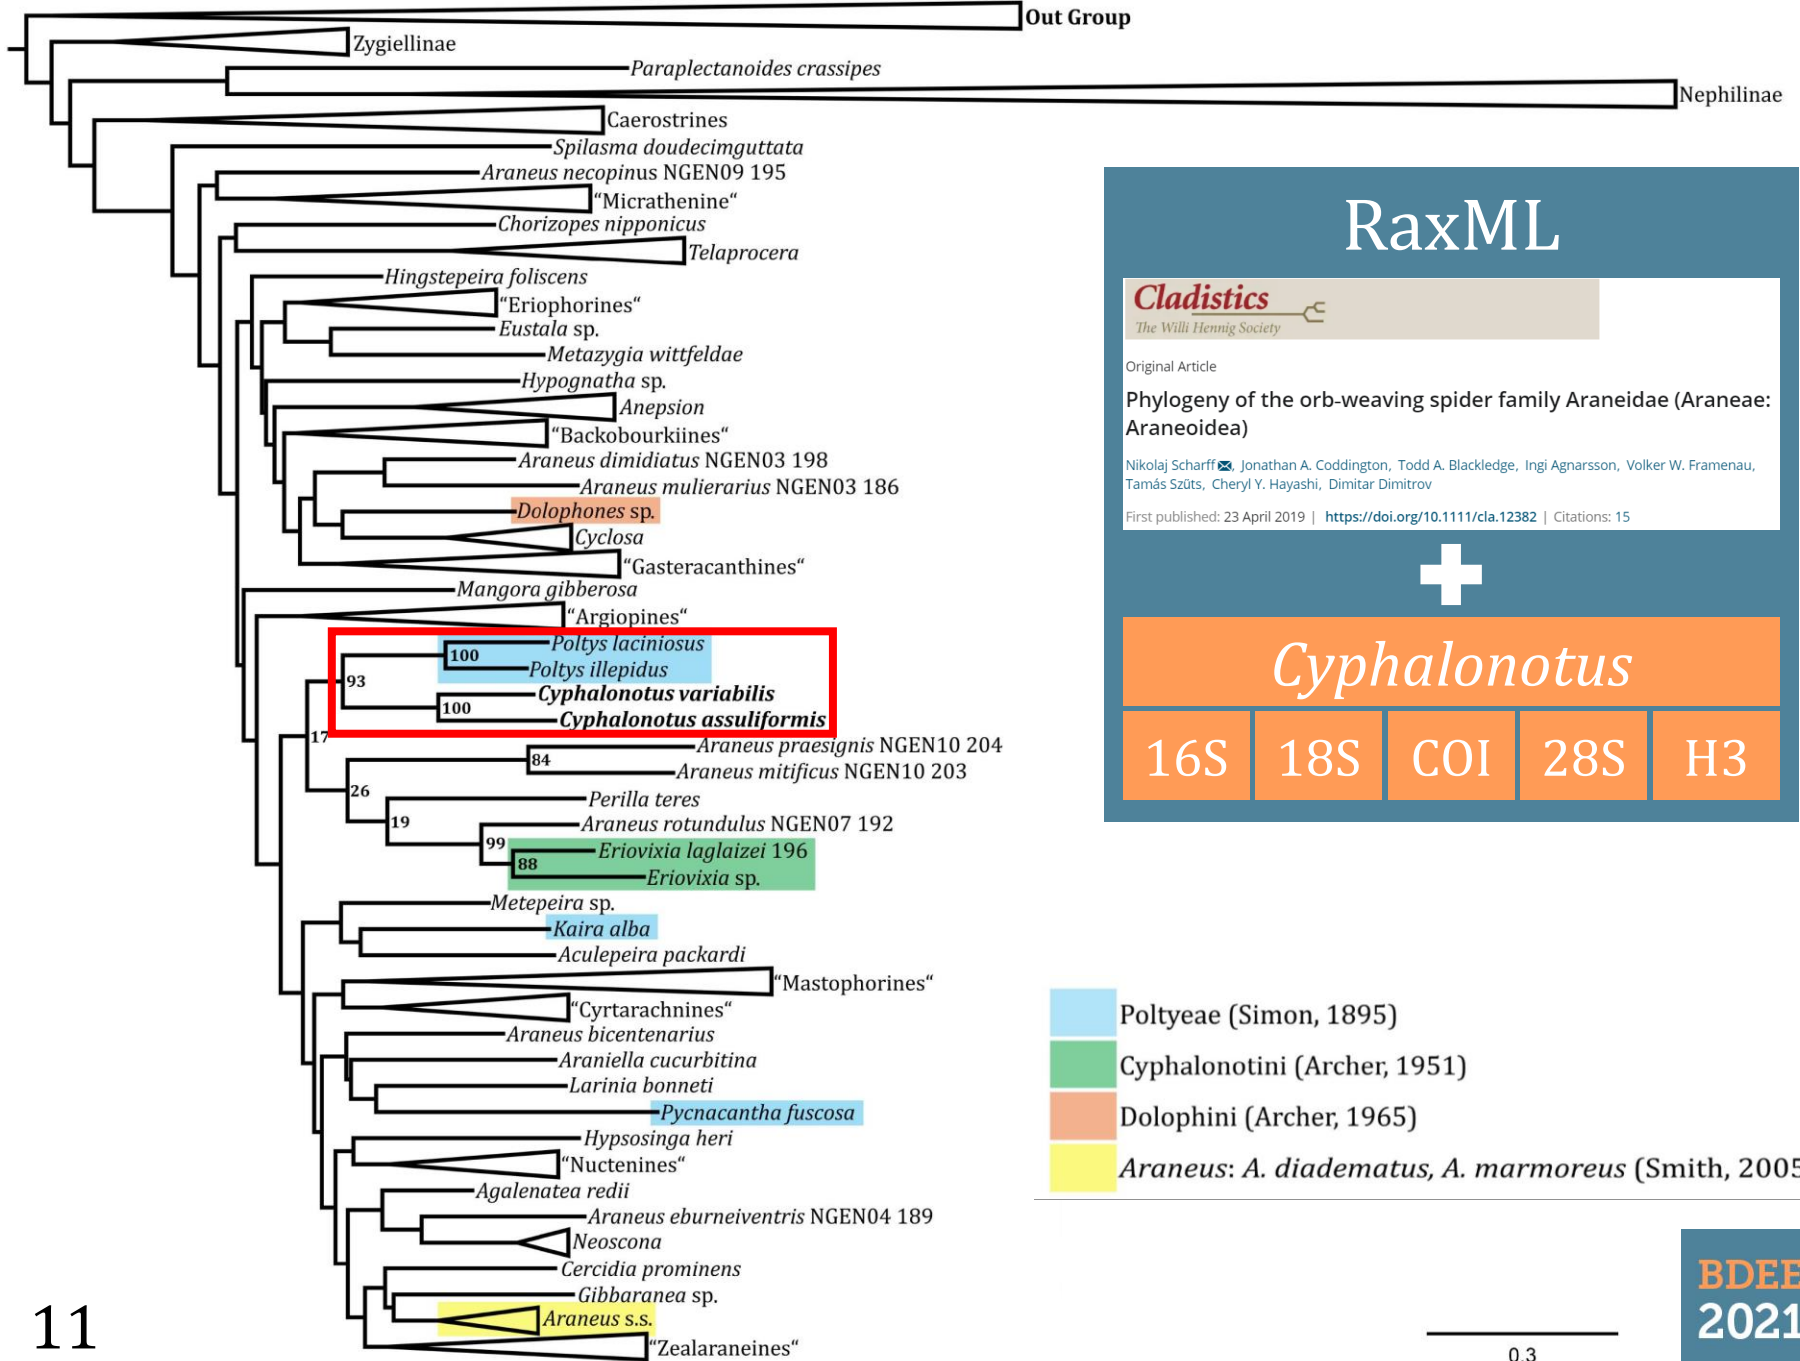 Out Group
Zygiellinae
Paraplectanoides crassipes
Nephilinae
Caerostrines
Spilasma doudecimguttata
Araneus necopinus NGEN09 195
"Micrathenine"
Chorizopes nipponicus
Telaprocera
Hingstepeira foliscens
"Eriophorines"
Eustala sp.
Metazygia wittfeldae
Hypognatha sp.
Anepsion
"Backobourkiines"
Araneus dimidiatus NGEN03 198
Araneus mulierarius NGEN03 186
Dolophones sp.
Cyclosa
"Gasteracanthines"
Mangora gibberosa
"Argiopines"
Poltys laciniosus
100
Poltys illepidus
93
Cyphalonotus variabilis
100
Cyphalonotus assuliformis
17
Araneus praesignis NGEN10 204
84
Araneus mitificus NGEN10 203
26
Perilla teres
19
Araneus rotundulus NGEN07 192
99
Eriovixia laglaizei 196
88
Eriovixia sp.
Metepeira sp.
Kaira alba
Aculepeira packardi
"Mastophorines"
"Cyrtarachnines"
Araneus bicentenarius
Araniella cucurbitina
Larinia bonneti
Pycnacantha fuscosa
Hypsosinga heri
"Nuctenines"
Agalenatea redii
Araneus eburneiventris NGEN04 189
Neoscona
Cercidia prominens
Gibbaranea sp.
Araneus s.s.
"Zealaraneines"
11
RaxML
Cladistics
The Willi Hennig Society
Original Article
Phylogeny of the orb-weaving spider family Araneidae (Araneae:
Araneoidea)
Nikolaj Scharff, Jonathan A. Coddington, Todd A. Blackledge, Ingi Agnarsson, Volker W. Framenau,
Tamás Szűts, Cheryl Y. Hayashi, Dimitar Dimitrov
First published: 23 April 2019 | https://doi.org/10.1111/cla.12382 | Citations: 15
Cyphalonotus
16S 18S COI 28S H3
Poltyeae (Simon, 1895)
Cyphalonotini (Archer, 1951)
Dolophini (Archer, 1965)
Araneus: A. diadematus, A. marmoreus (Smith, 2005
0.3
BDEE
2021